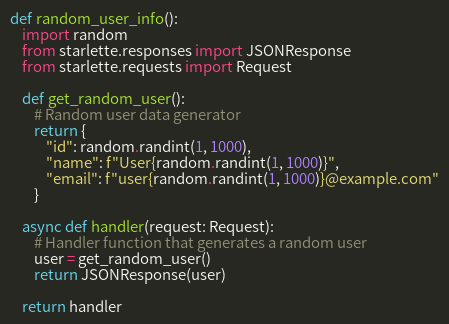 def random_user_info():
    import random
    from starlette.responses import JSONResponse
    from starlette.requests import Request

    def get_random_user():
        # Random user data generator
        return {
            "id": random.randint(1, 1000),
            "name": f"User{random.randint(1, 1000)}",
            "email": f"user{random.randint(1, 1000)}@example.com"
        }

    async def handler(request: Request):
        # Handler function that generates a random user
        user = get_random_user()
        return JSONResponse(user)

    return handler